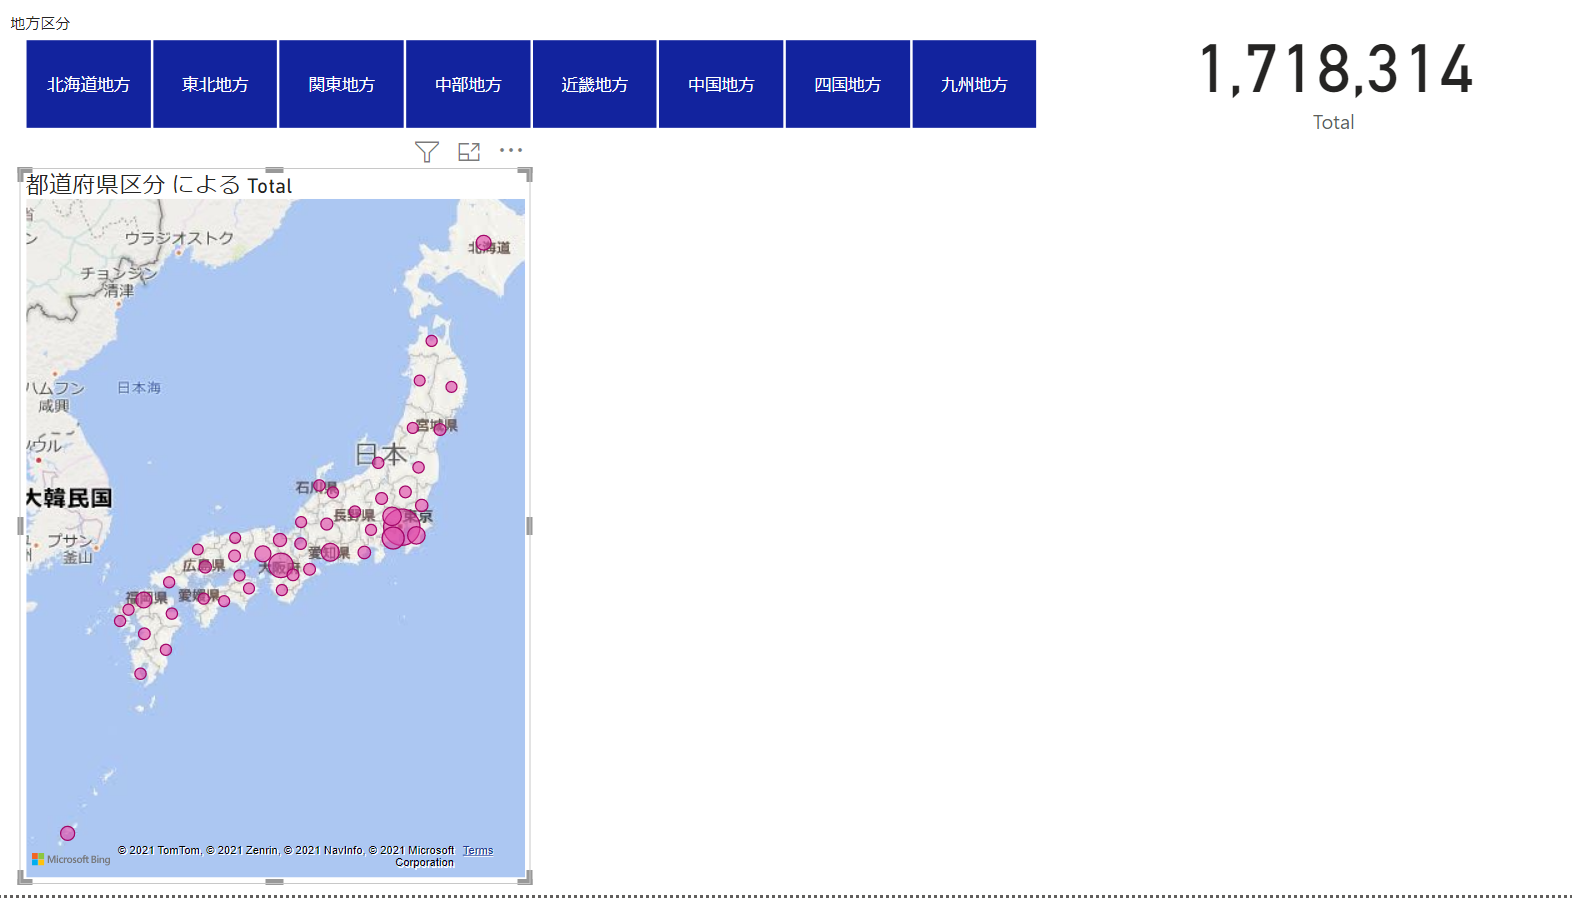 地方区分
北海道地方 東北地方 関東地方 中部地方 近畿地方 中国地方 四国地方 九州地方
1,718,314
Total
都道府県区分 による Total
ウラジオストク
北海道
チョンジン
清津
ハムフン
咸興
日本海
宮城県
日本
ソウル
石川県
大韓民国
長野県
東京
プサン
釜山
愛知県
広島県
大阪府
福岡県
愛媛県
© 2021 TomTom, © 2021 Zenrin, © 2021 NavInfo, © 2021 Microsoft Corporation Terms
Microsoft Bing